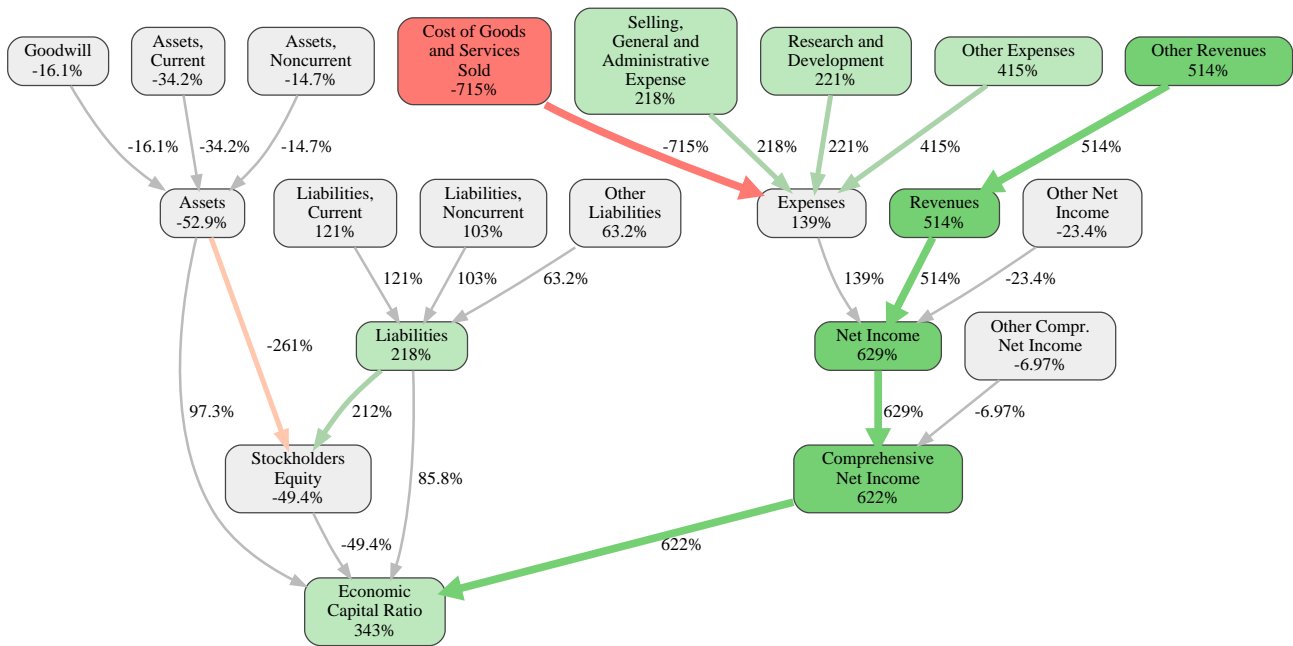 Goodwill
-16.1%
Assets,
Current
-34.2%
Assets,
Noncurrent
-14.7%
Cost of Goods
and Services
Sold
-715%
Selling,
General and
Administrative
Expense
218%
Research and
Development
221%
Other Expenses
415%
Other Revenues
514%
-16.1%
-34.2%
-14.7%
-715%
218%
221%
415%
514%
Assets
-52.9%
Liabilities,
Current
121%
Liabilities,
Noncurrent
103%
Other
Liabilities
63.2%
Expenses
139%
Revenues
514%
Other Net
Income
-23.4%
121%
103%
63.2%
139%
514%
-23.4%
-261%
Liabilities
218%
Net Income
629%
Other Compr.
Net Income
-6.97%
97.3%
212%
629%
-6.97%
Stockholders
Equity
-49.4%
85.8%
Comprehensive
Net Income
622%
-49.4%
622%
Economic
Capital Ratio
343%